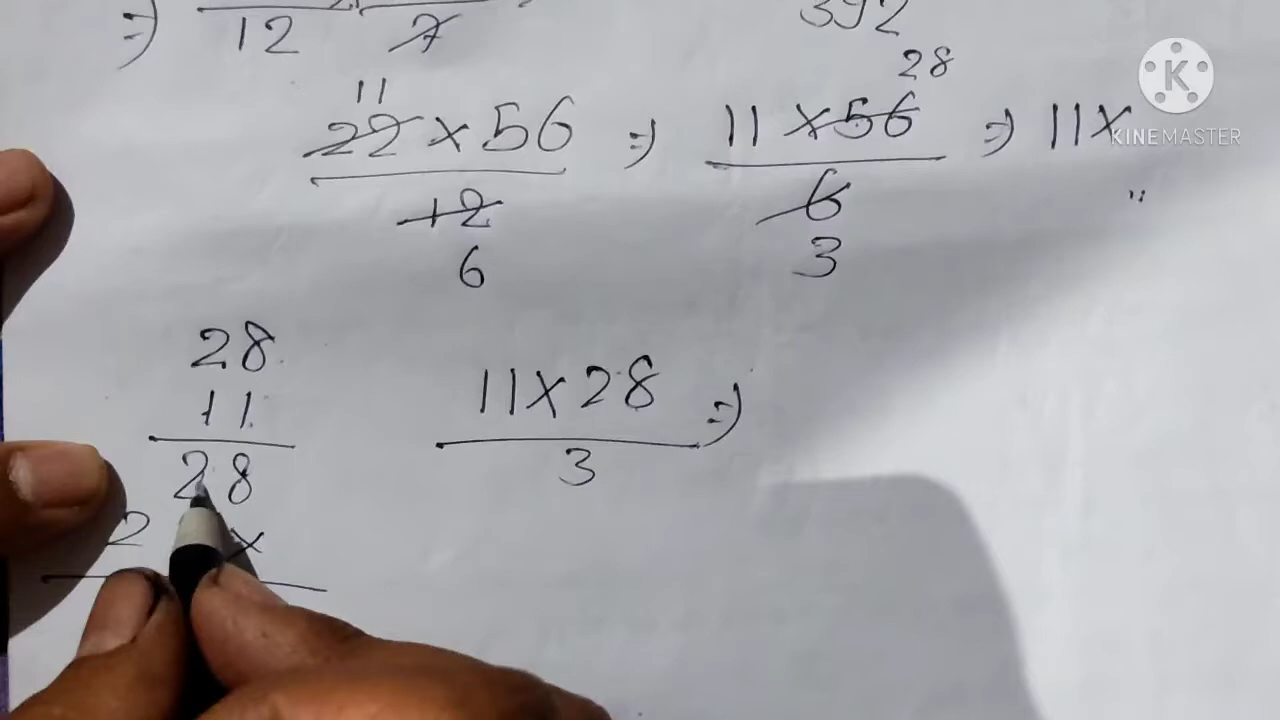 =) 12 7 392
28
11
22 × 56 =) 11 × 56 =) 11×
12 6
6 3
K
KINEMASTER
28
11
28
2 ×
11 × 28 =)
3